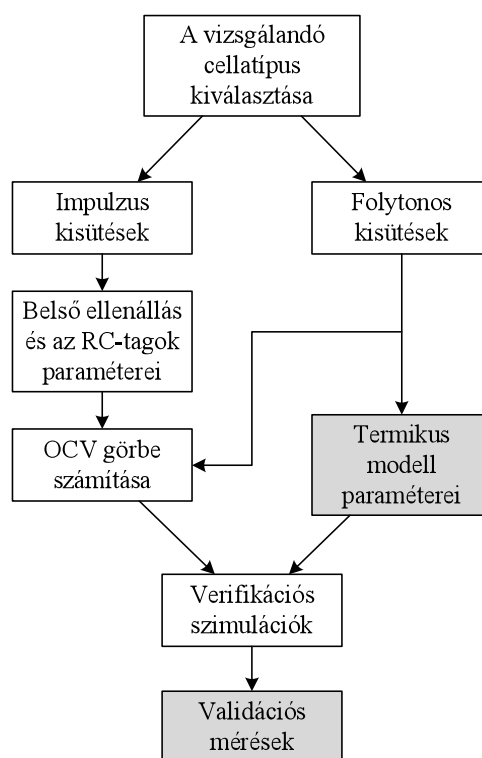 A vizsgálandó
cellatípus
kiválasztása
Impulzus
kisütések
Folytonos
kisütések
Belső ellenállás
és az RC-tagok
paraméterei
OCV görbe
számítása
Termikus
modell
paraméterei
Verifikációs
szimulációk
Validációs
mérések